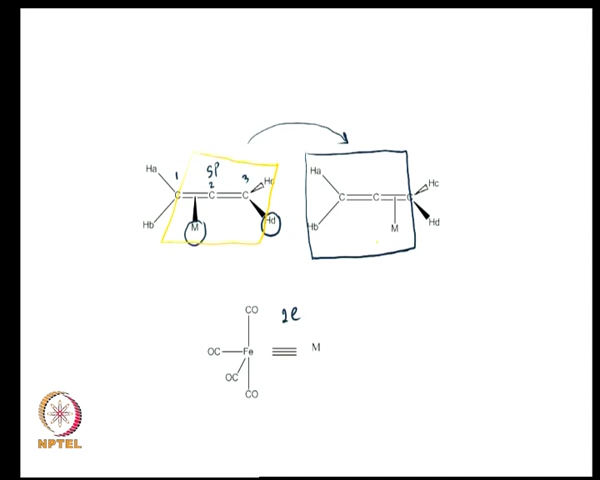 Ha 1 SP 2 3 Hc
C C C
Hb M Hd
Ha Hc
C C C
Hb M Hd
CO 2e
OC Fe M
OC
CO
NPTEL